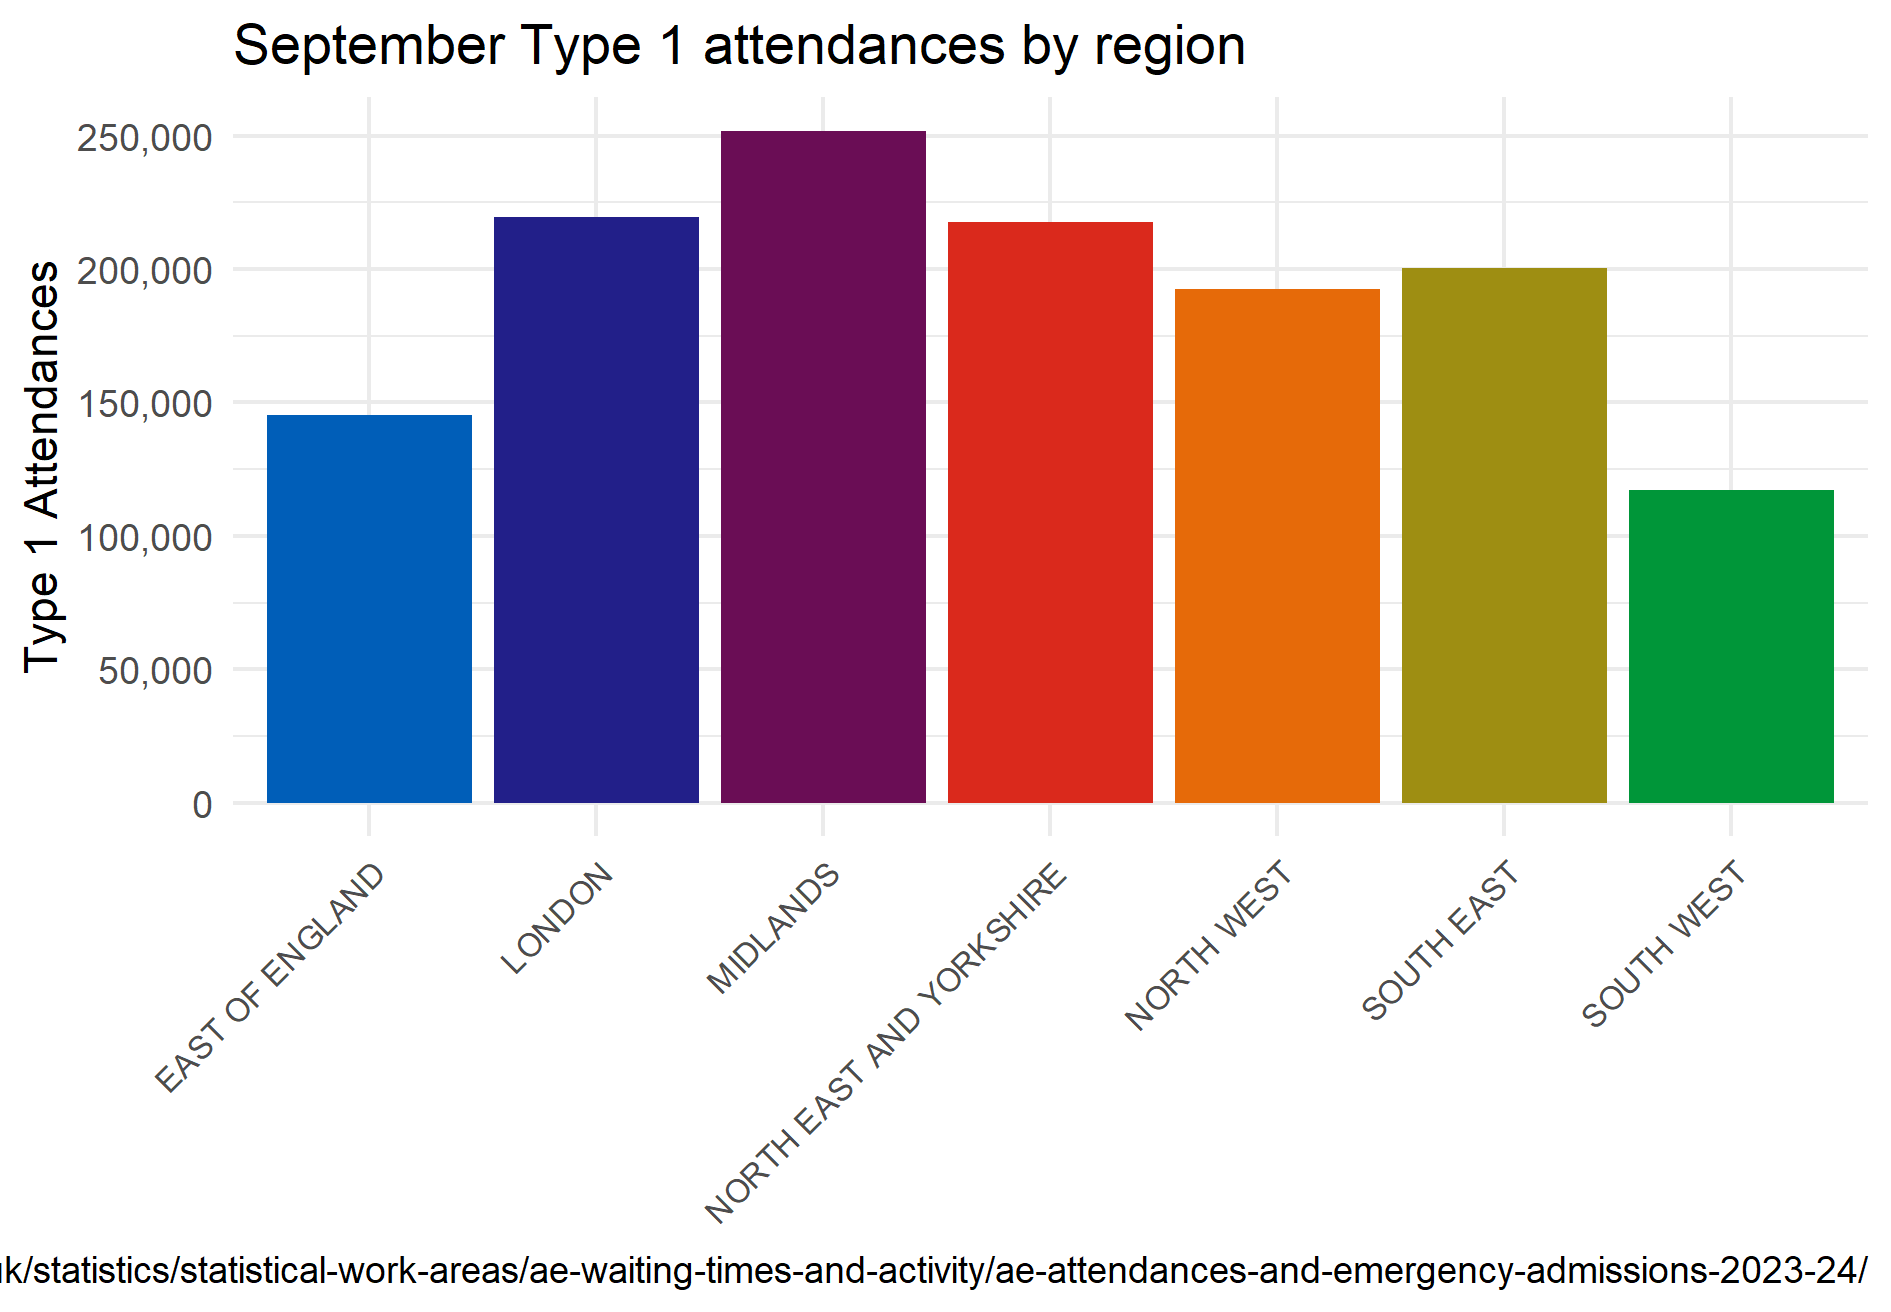 September Type 1 attendances by region
Type 1 Attendances
250,000
200,000
150,000
100,000
50,000
0
EAST OF ENGLAND
LONDON
MIDLANDS
NORTH EAST AND YORKSHIRE
NORTH WEST
SOUTH EAST
SOUTH WEST
uk/statistics/statistical-work-areas/ae-waiting-times-and-activity/ae-attendances-and-emergency-admissions-2023-24/